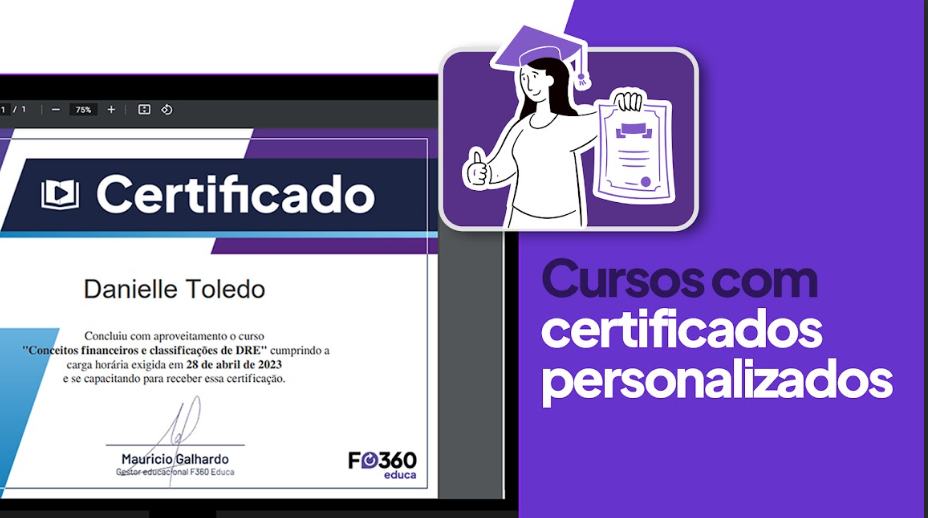 1 / 1
75%
Certificado
Danielle Toledo
Concluiu com aproveitamento o curso
"Conceitos financeiros e classificações de DRE" cumprindo a
carga horária exigida em 28 de abril de 2023
e se capacitando para receber essa certificação.
Mauricio Galhardo
Gestor educacional F360 Educa
F360
educa
Cursos com
certificados
personalizados